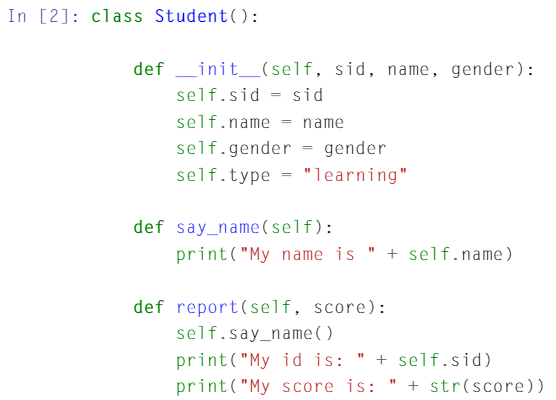 In [2]: class Student():
def __init__(self, sid, name, gender):
self.sid = sid
self.name = name
self.gender = gender
self.type = "learning"
def say_name(self):
print("My name is " + self.name)
def report(self, score):
self.say_name()
print("My id is: " + self.sid)
print("My score is: " + str(score))